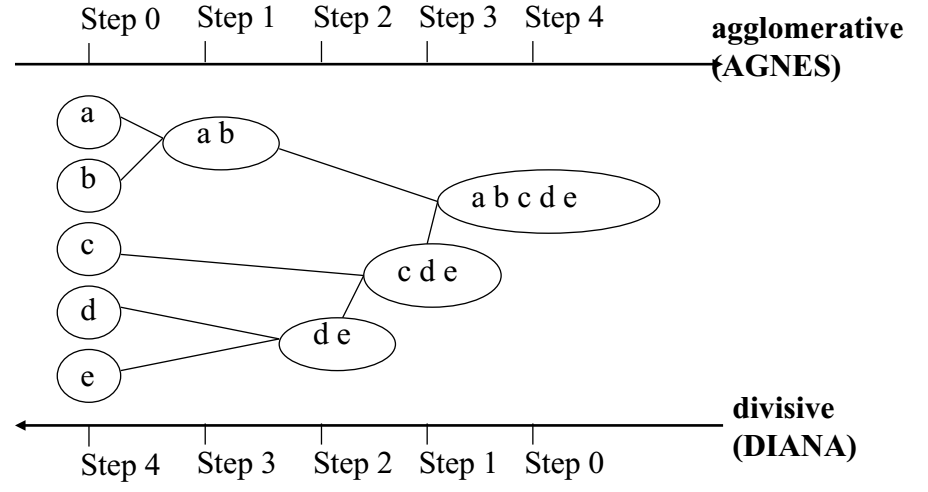 Step 0 Step 1 Step 2 Step 3 Step 4
agglomerative
(AGNES)
a
a b
b
a b c d e
c
c d e
d
d e
e
divisive
(DIANA)
Step 4 Step 3 Step 2 Step 1 Step 0